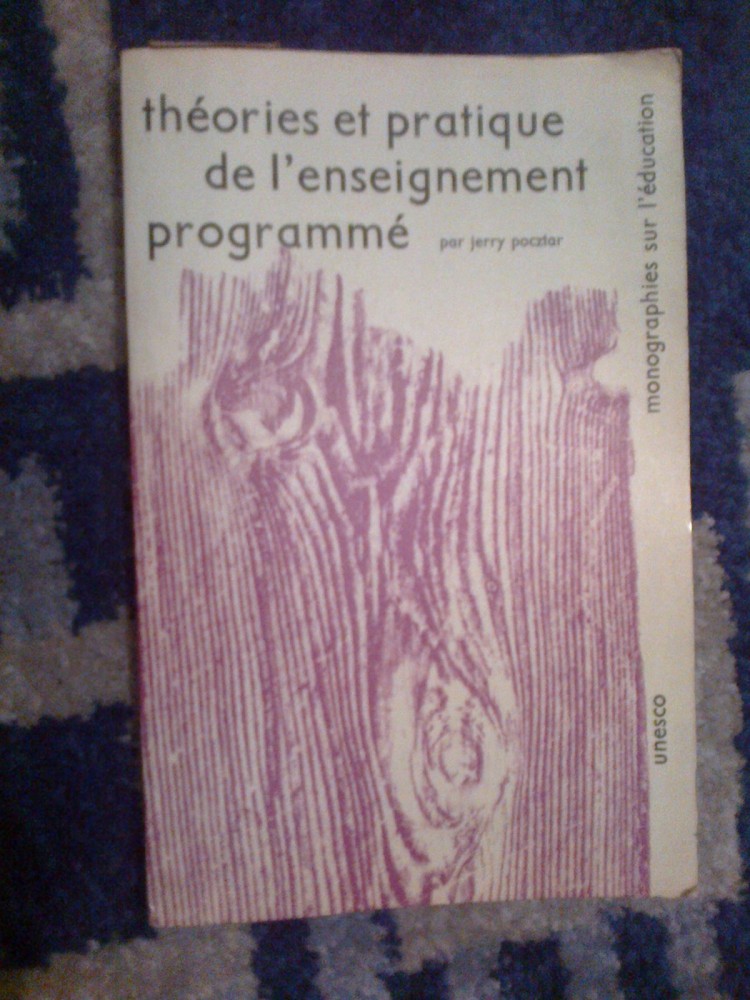 théories et pratique
de l'enseignement
programmé
par jerry pocztar
monographies sur l'éducation
unesco